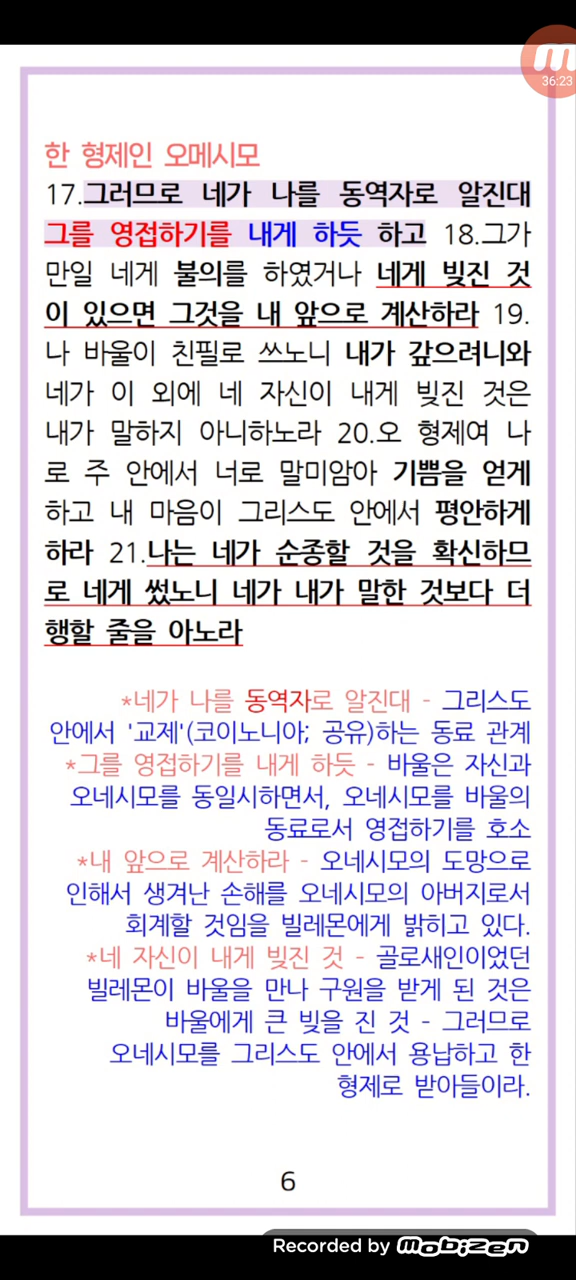 36:23
한 형제인 오메시모
17.그러므로 네가 나를 동역자로 알진대
그를 영접하기를 내게 하듯 하고 18.그가
만일 네게 불의를 하였거나 네게 빚진 것
이 있으면 그것을 내 앞으로 계산하라 19.
나 바울이 친필로 쓰노니 내가 갚으려니와
네가 이 외에 네 자신이 내게 빚진 것은
내가 말하지 아니하노라 20.오 형제여 나
로 주 안에서 너로 말미암아 기쁨을 얻게
하고 내 마음이 그리스도 안에서 평안하게
하라 21.나는 네가 순종할 것을 확신하므
로 네게 썼노니 네가 내가 말한 것보다 더
행할 줄을 아노라
*네가 나를 동역자로 알진대 - 그리스도
안에서 '교제'(코이노니아; 공유)하는 동료 관계
*그를 영접하기를 내게 하듯 - 바울은 자신과
오네시모를 동일시하면서, 오네시모를 바울의
동료로서 영접하기를 호소
*내 앞으로 계산하라 - 오네시모의 도망으로
인해서 생겨난 손해를 오네시모의 아버지로서
회계할 것임을 빌레몬에게 밝히고 있다.
*네 자신이 내게 빚진 것 - 골로새인이었던
빌레몬이 바울을 만나 구원을 받게 된 것은
바울에게 큰 빚을 진 것 - 그러므로
오네시모를 그리스도 안에서 용납하고 한
형제로 받아들이라.
6
Recorded by mobizen